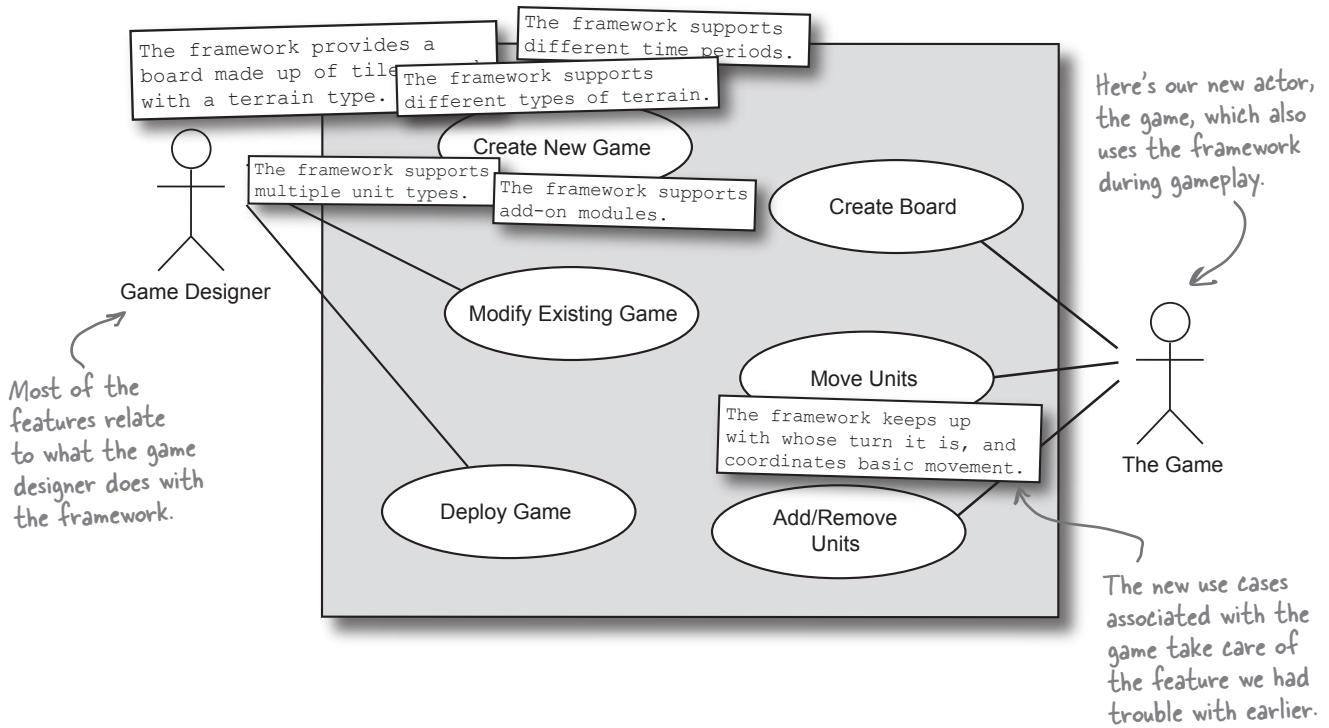 The framework provides a
board made up of tile
with a terrain type.
The framework supports
different time periods.
The framework supports
different types of terrain.
Create New Game
The framework supports
multiple unit types.
The framework supports
add-on modules.
Game Designer
Modify Existing Game
Deploy Game
Create Board
Move Units
The framework keeps up
with whose turn it is, and
coordinates basic movement.
Add/Remove
Units
The Game
Here's our new actor,
the game, which also
uses the framework
during gameplay.
Most of the
features relate
to what the game
designer does with
the framework.
The new use cases
associated with the
game take care of
the feature we had
trouble with earlier.